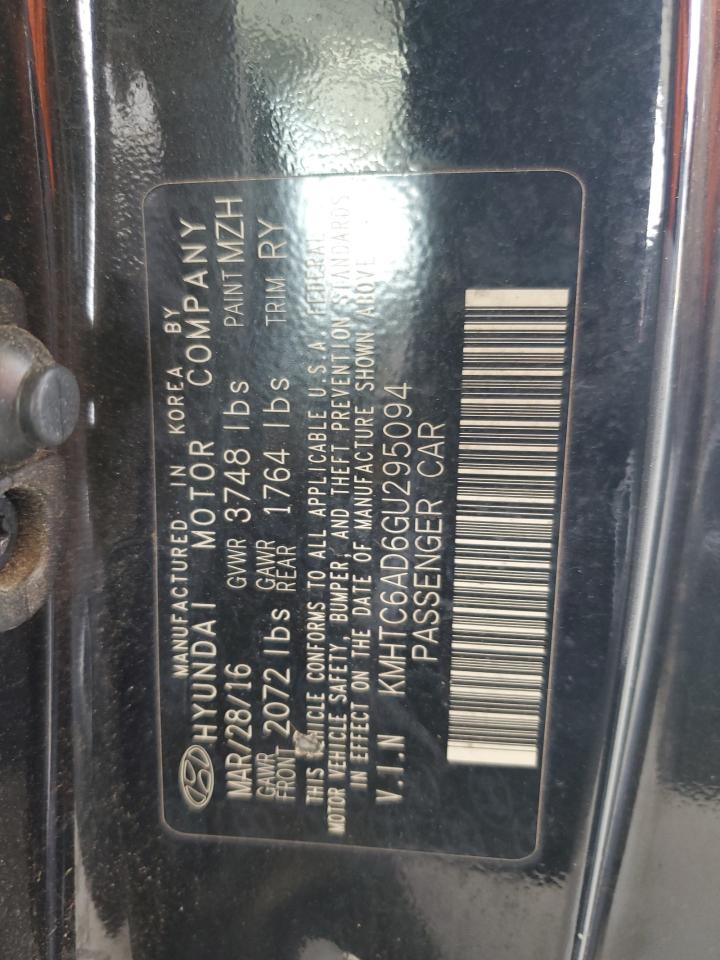 MANUFACTURED IN KOREA BY
HYUNDAI MOTOR COMPANY
MAR/28/16 GVWR 3748 lbs PAINT MZH
GAWR FRONT 2072 lbs GAWR REAR 1764 lbs TRIM RY
THIS VEHICLE CONFORMS TO ALL APPLICABLE U.S.A. FEDERAL
MOTOR VEHICLE SAFETY, BUMPER, AND THEFT PREVENTION STANDARDS
IN EFFECT ON THE DATE OF MANUFACTURE SHOWN ABOVE
V.I.N KMHTC6AD6GU295094
PASSENGER CAR